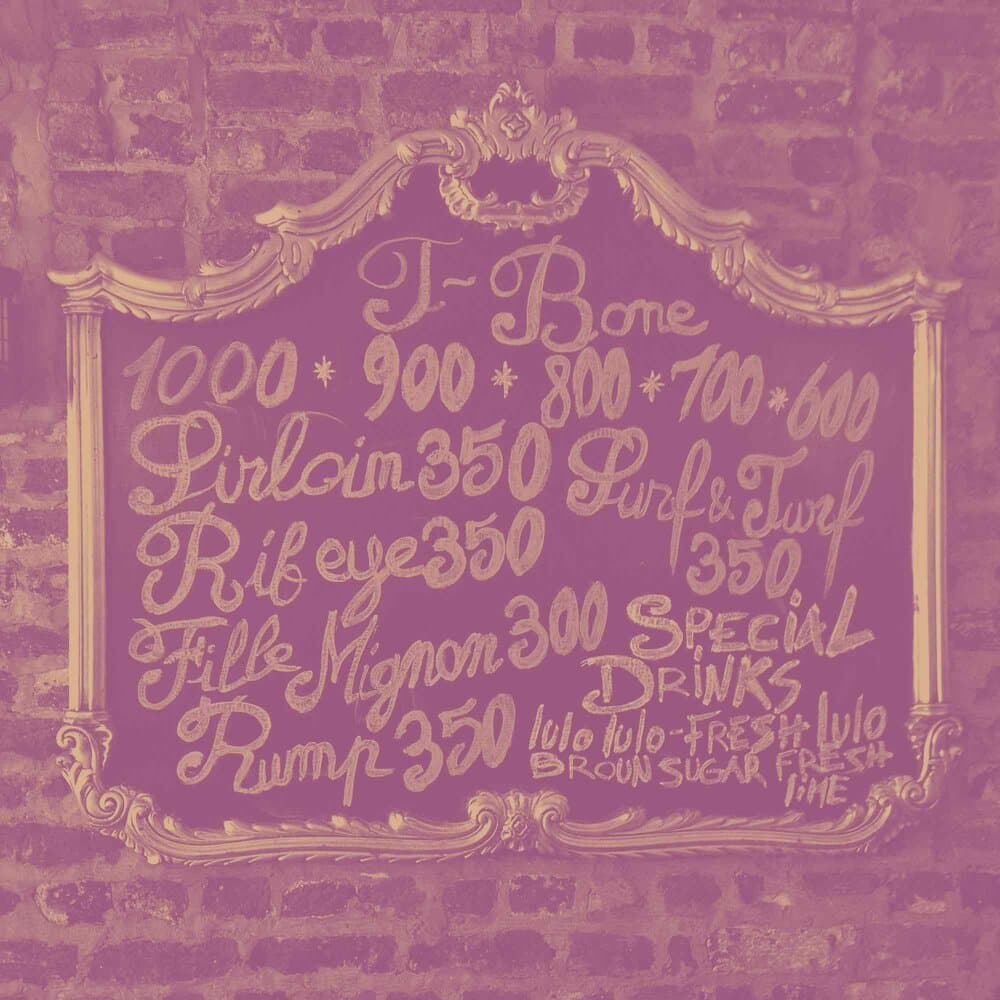 T-Bone
1000 * 900 * 800 * 700 * 600
Sirloin 350
Rib eye 350
Fille Mignon 300
Rump 350
Surf & Turf
350
SPECiAL
DRiNKS
lulo lulo - FRESH lulo
BROUN SUGAR FRESH
liME